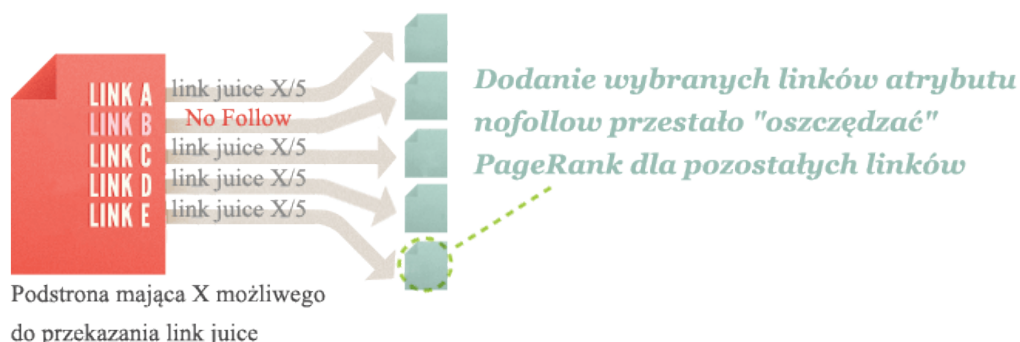 LINK A link juice X/5
LINK B No Follow
LINK C link juice X/5
LINK D link juice X/5
LINK E link juice X/5
Dodanie wybranych linków atrybutu
nofollow przestało "oszczędzać"
PageRank dla pozostałych linków
Podstrona mająca X możliwego
do przekazania link juice